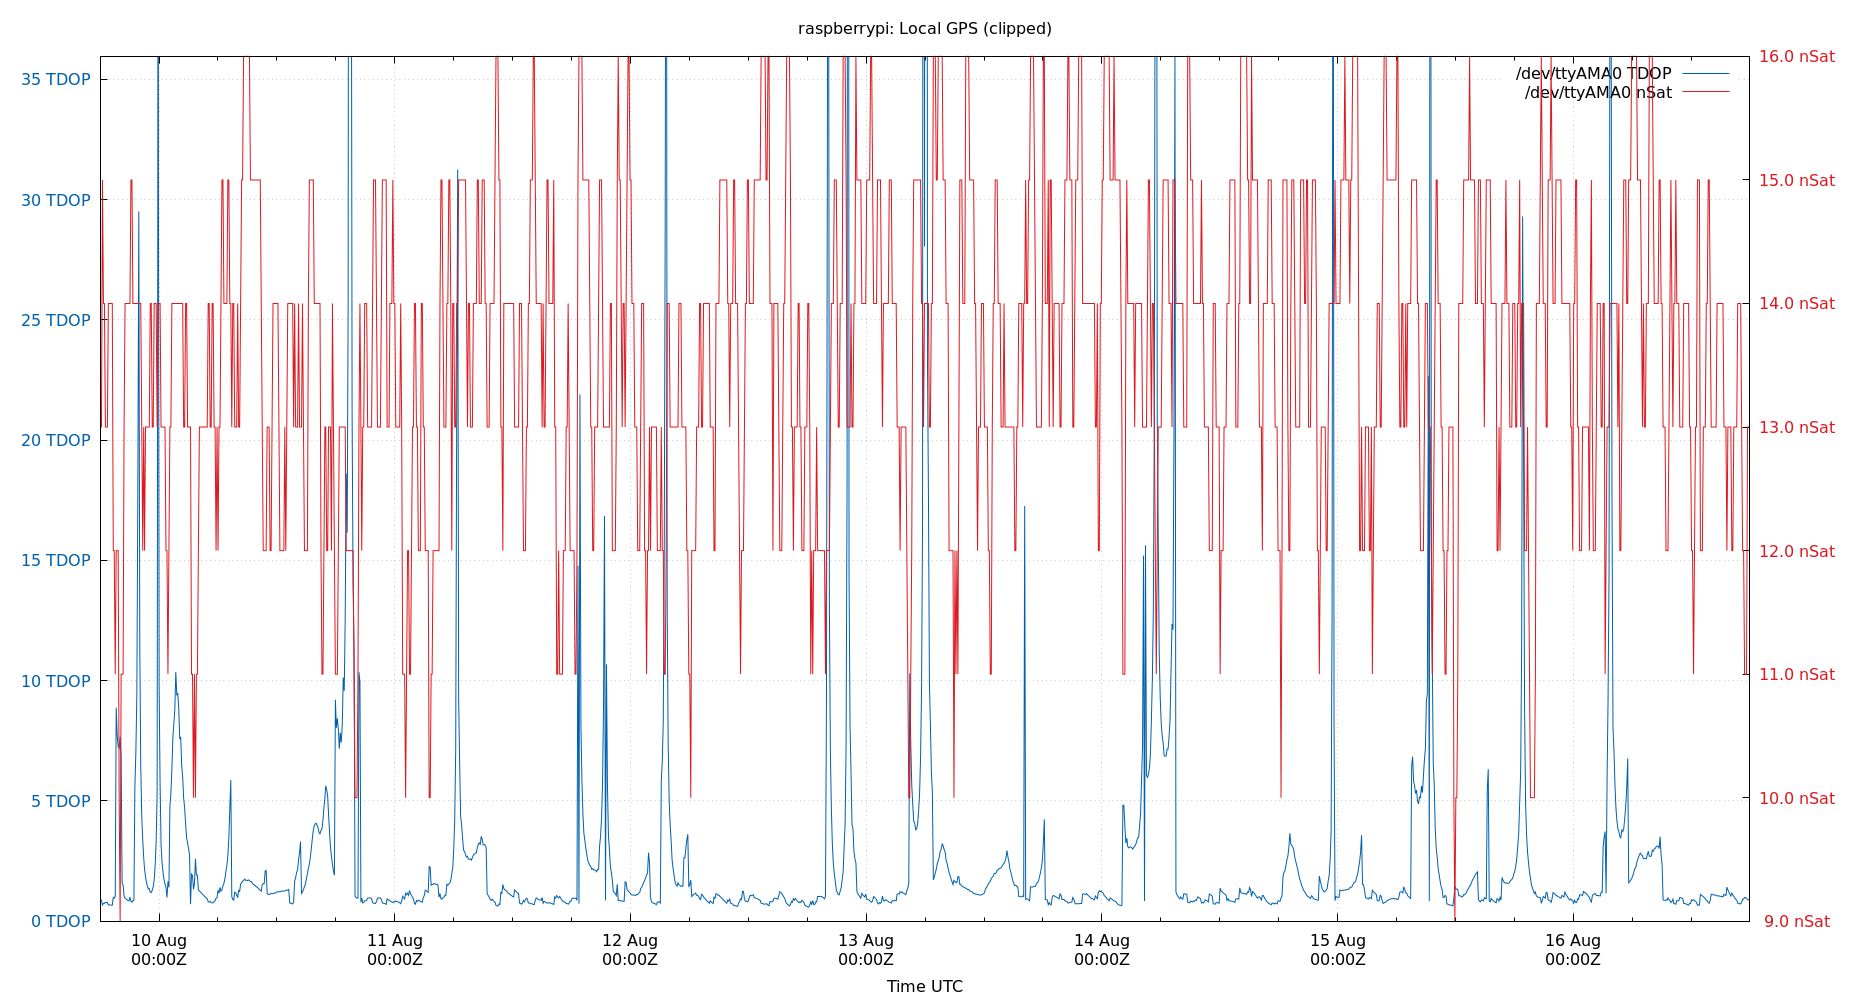 raspberrypi: Local GPS (clipped)
35 TDOP
30 TDOP
25 TDOP
20 TDOP
15 TDOP
10 TDOP
5 TDOP
0 TDOP
16.0 nSat
15.0 nSat
14.0 nSat
13.0 nSat
12.0 nSat
11.0 nSat
10.0 nSat
9.0 nSat
/dev/ttyAMA0 TDOP
/dev/ttyAMA0 nSat
10 Aug
00:00Z
11 Aug
00:00Z
12 Aug
00:00Z
13 Aug
00:00Z
14 Aug
00:00Z
15 Aug
00:00Z
16 Aug
00:00Z
Time UTC